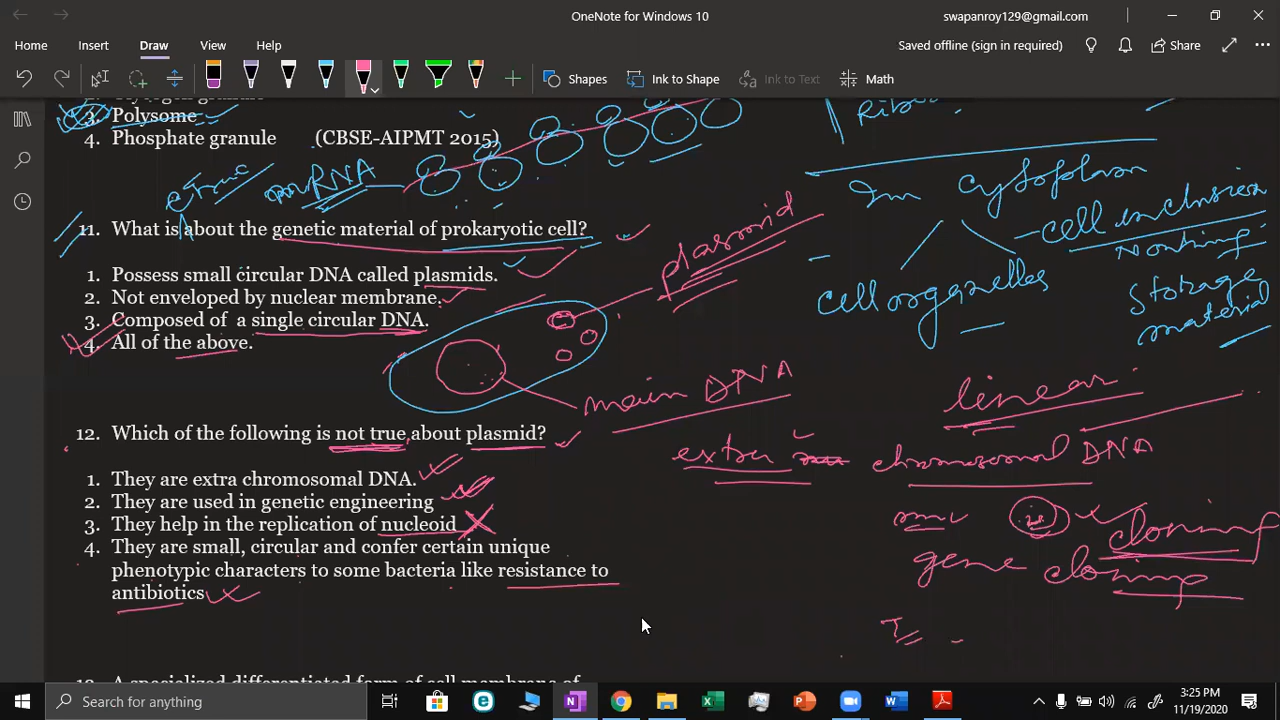 OneNote for Windows 10
swapanroy129@gmail.com
Home Insert Draw View Help
Saved offline (sign in required) Share
Shapes Ink to Shape Ink to Text Math
3. Polysome
4. Phosphate granule (CBSE-AIPMT 2015)
mRNA
In cytoplasm
cell inclusion
Nonliving
cell organelles
Storage
material
11. What is about the genetic material of prokaryotic cell?
true
1. Possess small circular DNA called plasmids.
2. Not enveloped by nuclear membrane.
3. Composed of a single circular DNA.
4. All of the above.
plasmid
main DNA
linear
12. Which of the following is not true about plasmid?
extra chromosomal DNA
1. They are extra chromosomal DNA.
2. They are used in genetic engineering
3. They help in the replication of nucleoid
4. They are small, circular and confer certain unique
phenotypic characters to some bacteria like resistance to
antibiotics
cloning
gene cloning
Search for anything
3:25 PM
11/19/2020